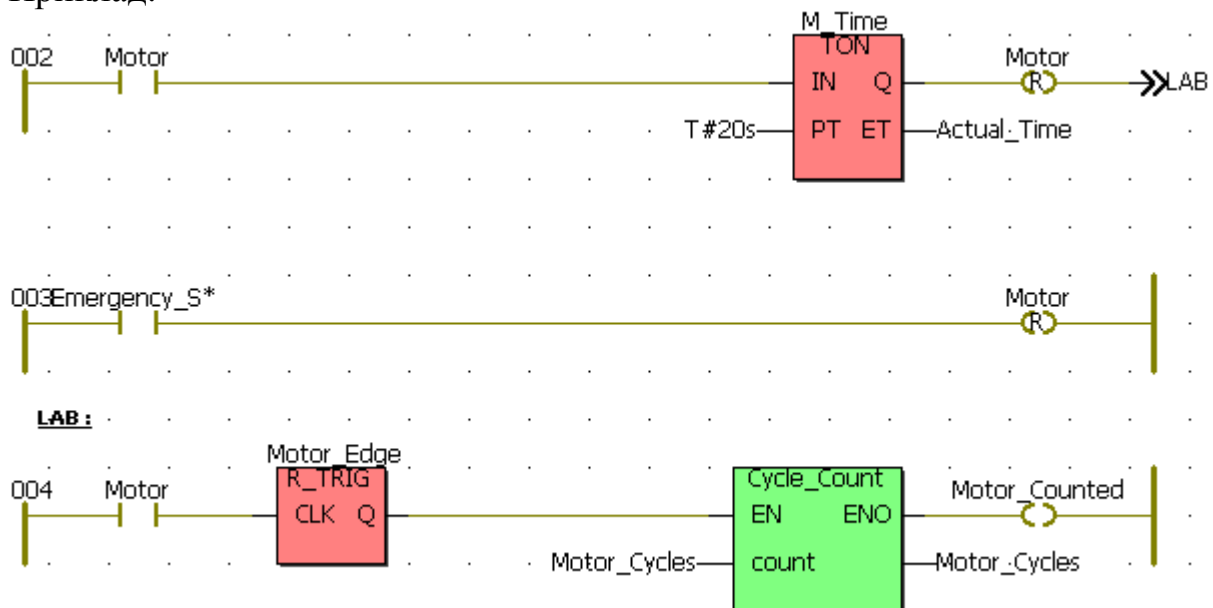 Приклад:
M_Time
002 Motor TON Motor
IN Q (R) LAB
T#20s PT ET Actual_Time
003 Emergency_S* Motor
(R)
LAB:
Motor_Edge
004 Motor R_TRIG Cycle_Count Motor_Counted
CLK Q EN ENO
Motor_Cycles count Motor_Cycles